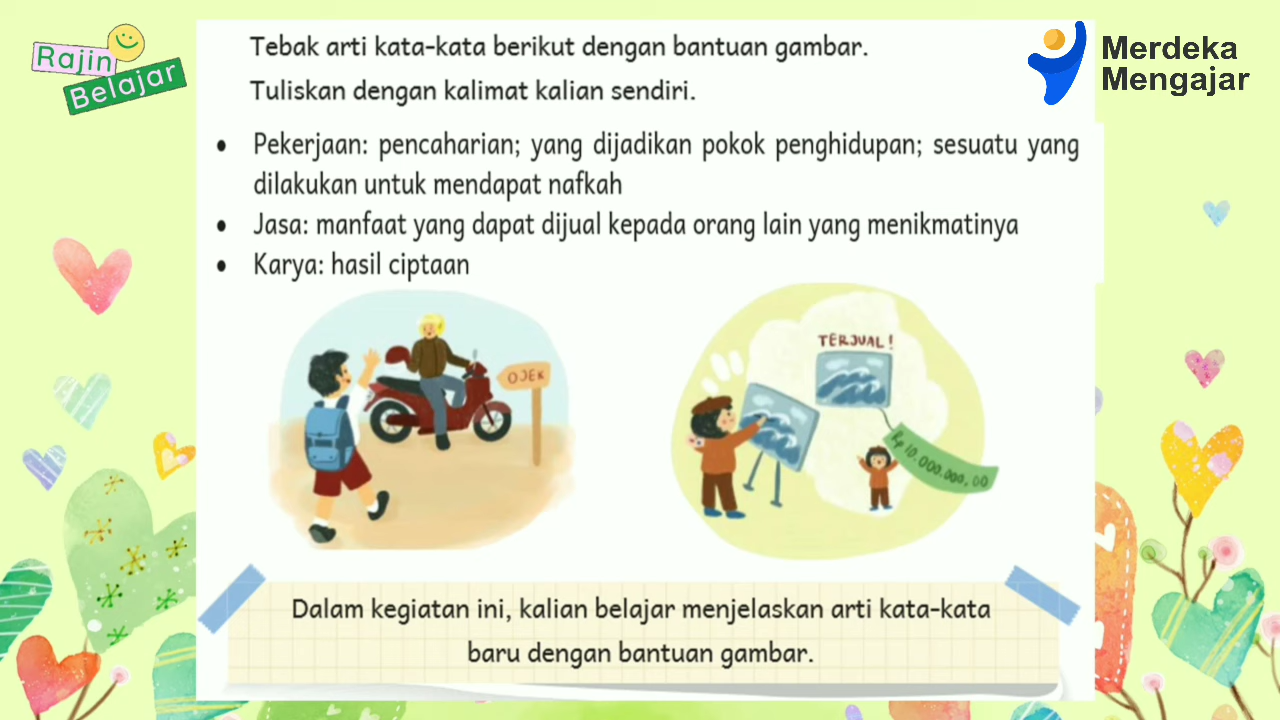 Rajin
Belajar
Merdeka
Mengajar
Tebak arti kata-kata berikut dengan bantuan gambar.
Tuliskan dengan kalimat kalian sendiri.
• Pekerjaan: pencaharian; yang dijadikan pokok penghidupan; sesuatu yang
dilakukan untuk mendapat nafkah
• Jasa: manfaat yang dapat dijual kepada orang lain yang menikmatinya
• Karya: hasil ciptaan
OJEK
TERJUAL!
Rp 10.000.000,00
Dalam kegiatan ini, kalian belajar menjelaskan arti kata-kata
baru dengan bantuan gambar.